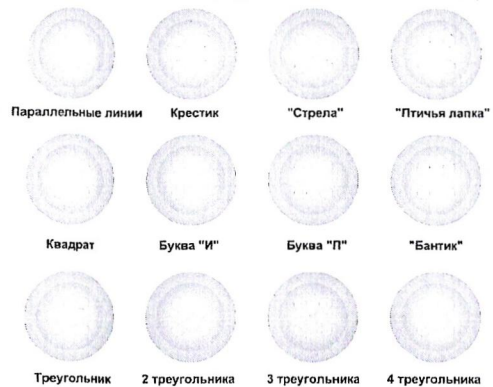 Параллельные линии Крестик "Стрела" "Птичья лапка"
Квадрат Буква "И" Буква "П" "Бантик"
Треугольник 2 треугольника 3 треугольника 4 треугольника